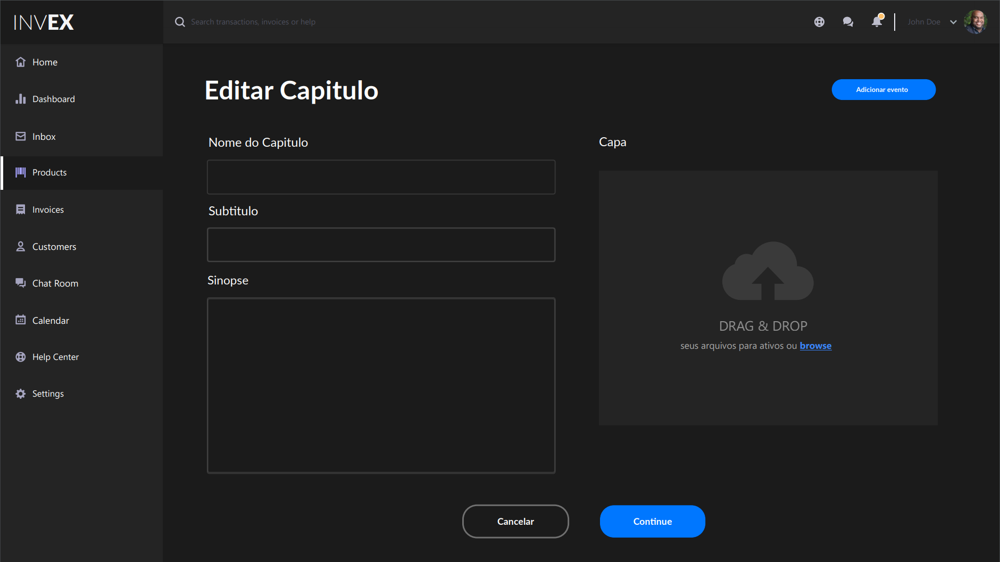 INVEX
Search transactions, invoices or help
John Doe
Home
Dashboard
Inbox
Products
Invoices
Customers
Chat Room
Calendar
Help Center
Settings
Editar Capitulo
Adicionar evento
Nome do Capitulo
Subtitulo
Sinopse
Capa
DRAG & DROP
seus arquivos para ativos ou browse
Cancelar
Continue